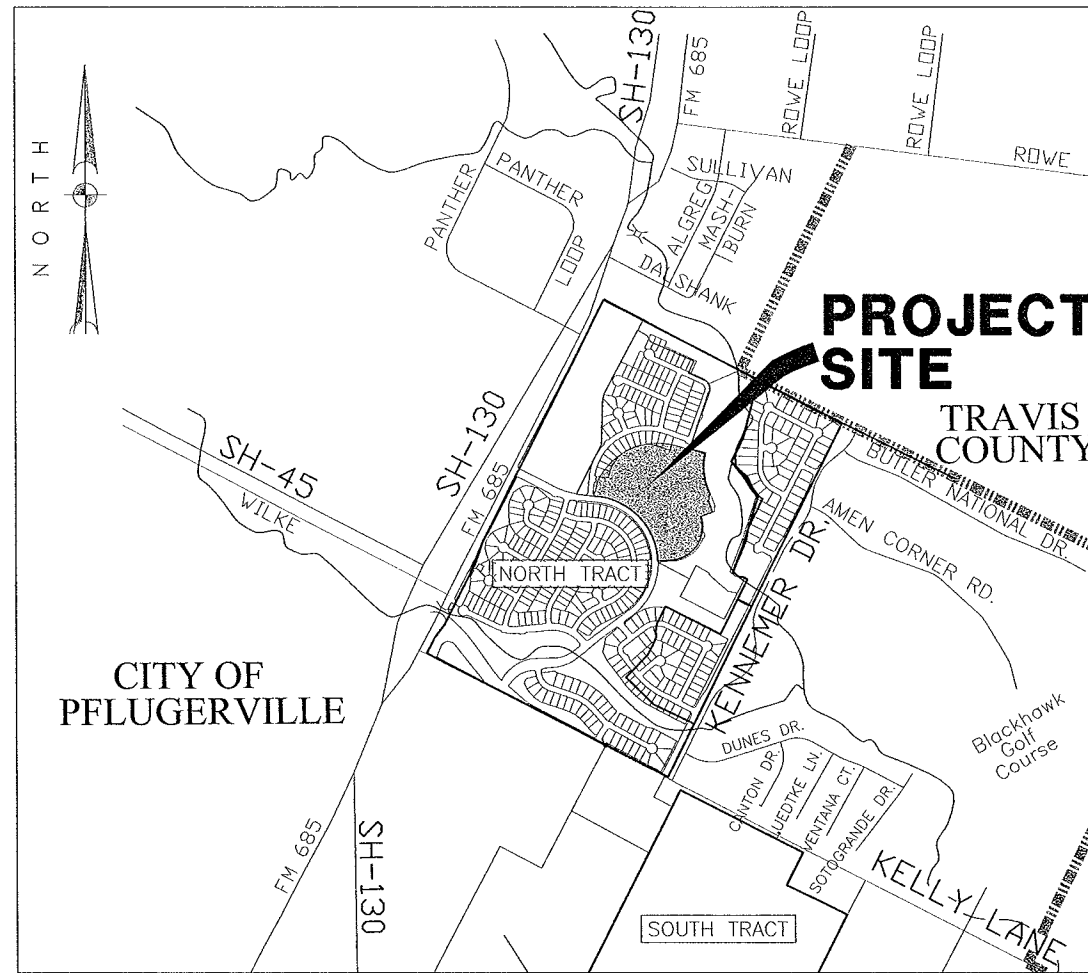 NORTH
SH-130
FM 685
ROWE LOOP
ROWE LOOP
ROWE
PANTHER
PANTHER
LOOP
SULLIVAN
ALGREG
MASH-
BURN
DALSHANK
PROJECT
SITE
TRAVIS
COUNTY
SH-45
WILKE
SH-130
FM 685
BUTLER NATIONAL DR.
AMEN CORNER RD.
NORTH TRACT
KENNEMER DR.
CITY OF
PFLUGERVILLE
Blackhawk
Golf
Course
DUNES DR.
CANTON DR.
LUEDTKE LN.
VENTANA CT.
SOTOGRANDE DR.
FM 685
SH-130
KELLY LANE
SOUTH TRACT